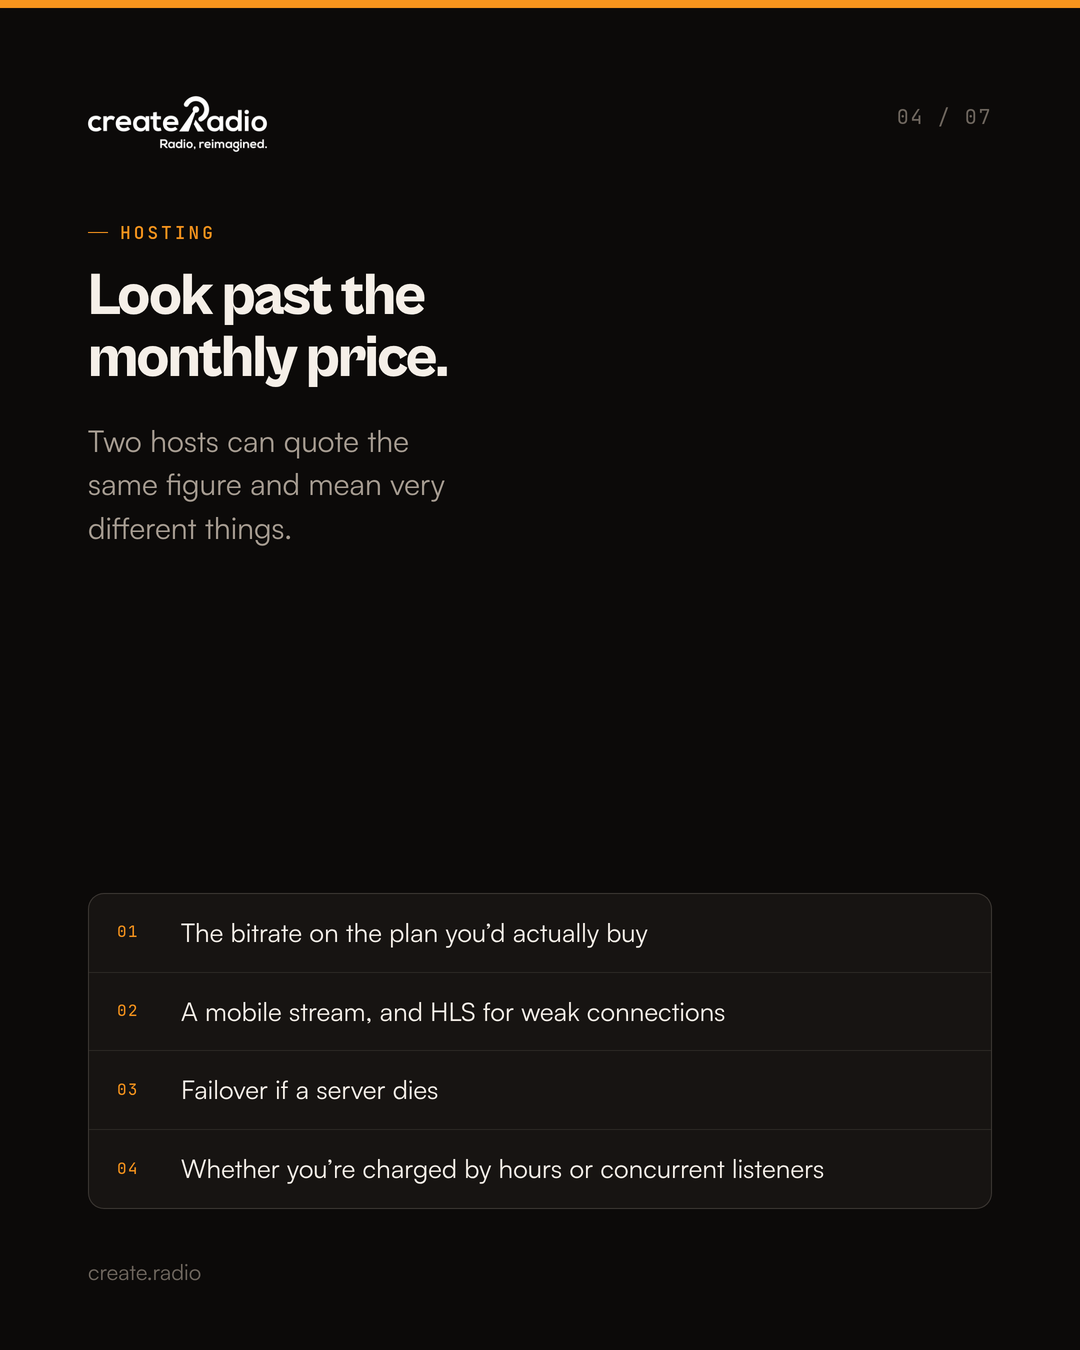 createRadio
Radio, reimagined.
04 / 07
— HOSTING
Look past the
monthly price.
Two hosts can quote the
same figure and mean very
different things.
01 The bitrate on the plan you’d actually buy
02 A mobile stream, and HLS for weak connections
03 Failover if a server dies
04 Whether you’re charged by hours or concurrent listeners
create.radio